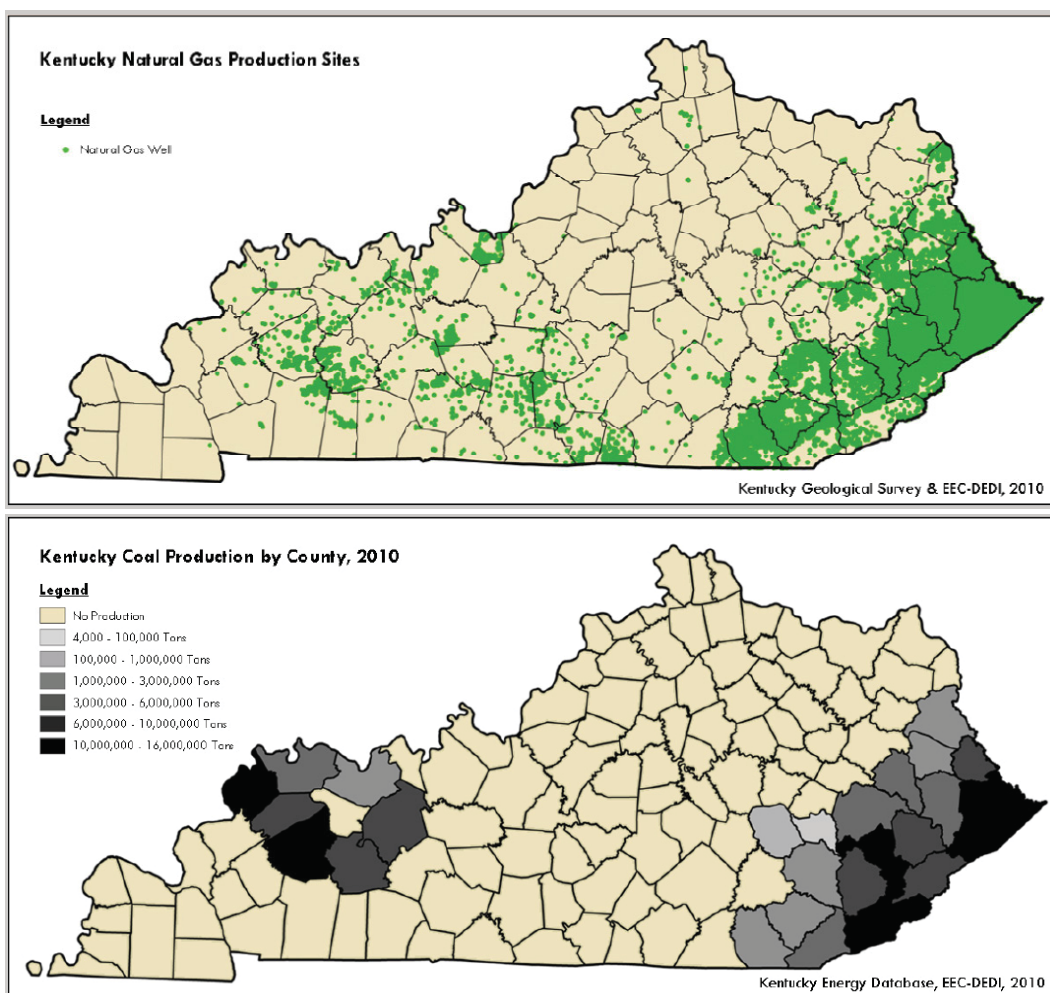 Kentucky Natural Gas Production Sites
Legend
Natural Gas Well
Kentucky Geological Survey & EEC-DEDI, 2010
Kentucky Coal Production by County, 2010
Legend
No Production
4,000 - 100,000 Tons
100,000 - 1,000,000 Tons
1,000,000 - 3,000,000 Tons
3,000,000 - 6,000,000 Tons
6,000,000 - 10,000,000 Tons
10,000,000 - 16,000,000 Tons
Kentucky Energy Database, EEC-DEDI, 2010